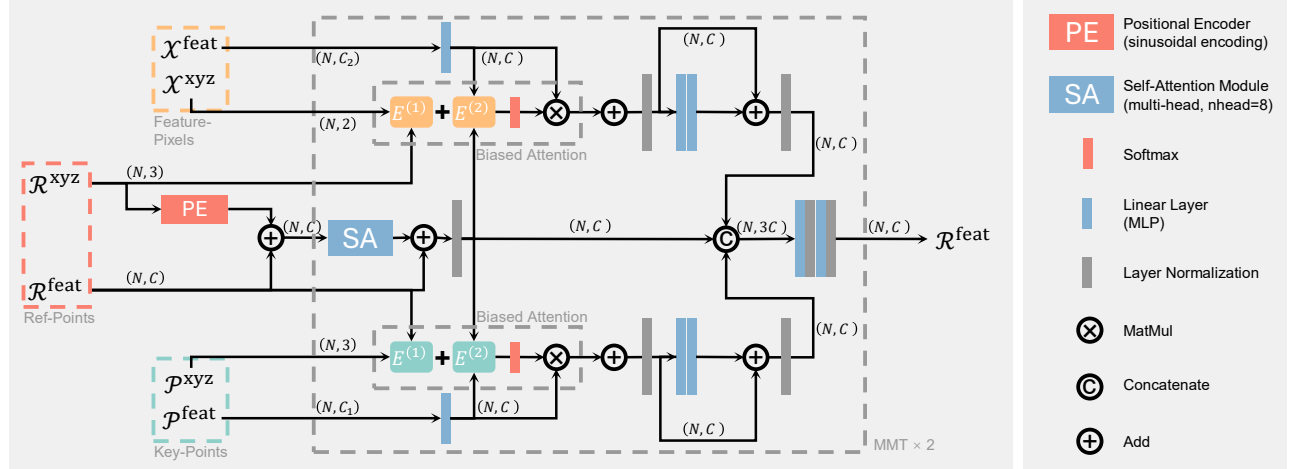 𝒳^feat
𝒳^xyz
Feature-
Pixels
(N, C₂)
(N, 2)
(N, C)
E^(1) + E^(2)
Biased Attention
(N, C)
(N, C)
ℛ^xyz
(N, 3)
PE
ℛ^feat
(N, C)
Ref-Points
(N, C)
SA
(N, C)
C
(N, 3C)
(N, C)
ℛ^feat
Biased Attention
(N, 3)
E^(1) + E^(2)
(N, C)
𝒫^xyz
𝒫^feat
Key-Points
(N, C₁)
(N, C)
(N, C)
MMT × 2
PE
Positional Encoder
(sinusoidal encoding)
SA
Self-Attention Module
(multi-head, nhead=8)
Softmax
Linear Layer
(MLP)
Layer Normalization
MatMul
C
Concatenate
Add